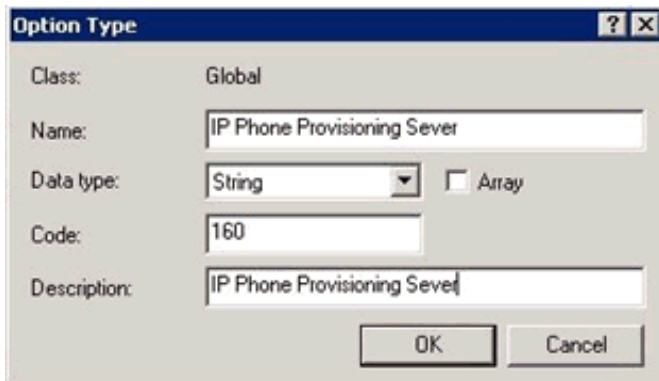 Option Type
Class: Global
Name: IP Phone Provisioning Sever
Data type: String Array
Code: 160
Description: IP Phone Provisioning Sever
OK Cancel